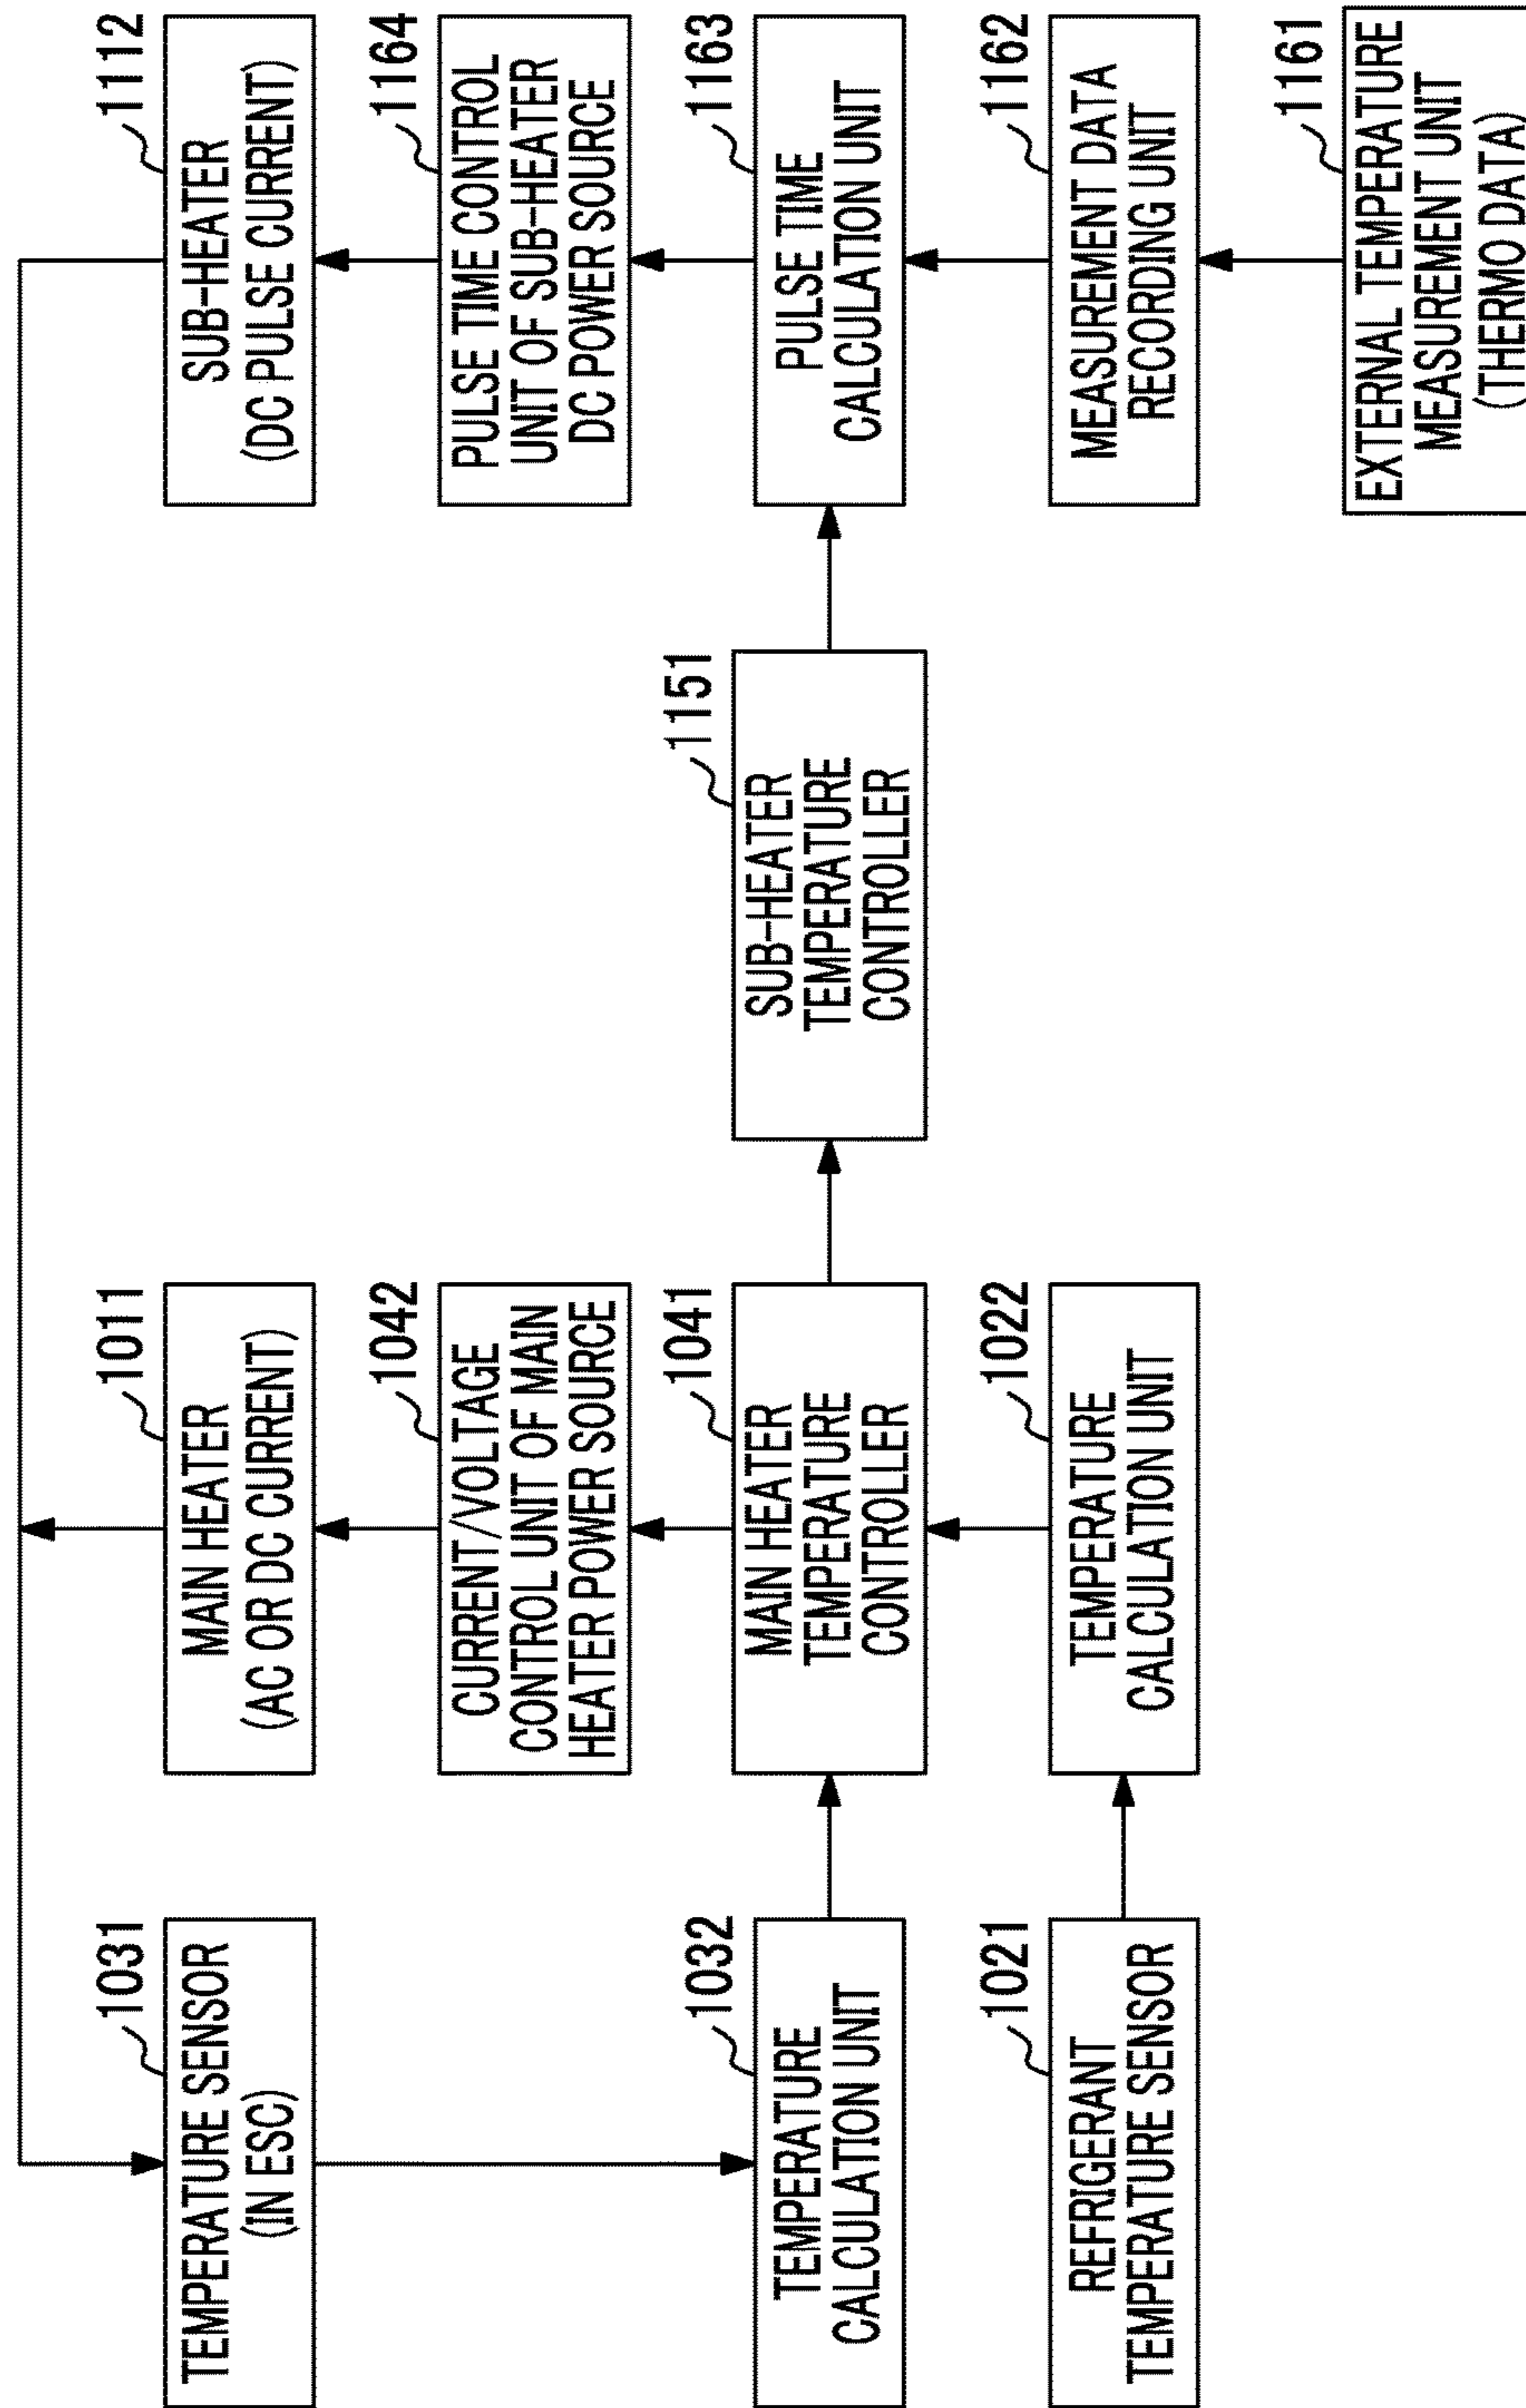 1031
TEMPERATURE SENSOR
(IN ESC)
1011
MAIN HEATER
(AC OR DC CURRENT)
1112
SUB-HEATER
(DC PULSE CURRENT)
1042
CURRENT/VOLTAGE
CONTROL UNIT OF MAIN
HEATER POWER SOURCE
1164
PULSE TIME CONTROL
UNIT OF SUB-HEATER
DC POWER SOURCE
1032
TEMPERATURE
CALCULATION UNIT
1041
MAIN HEATER
TEMPERATURE
CONTROLLER
1151
SUB-HEATER
TEMPERATURE
CONTROLLER
1163
PULSE TIME
CALCULATION UNIT
1021
REFRIGERANT
TEMPERATURE SENSOR
1022
TEMPERATURE
CALCULATION UNIT
1162
MEASUREMENT DATA
RECORDING UNIT
1161
EXTERNAL TEMPERATURE
MEASUREMENT UNIT
(THERMO DATA)